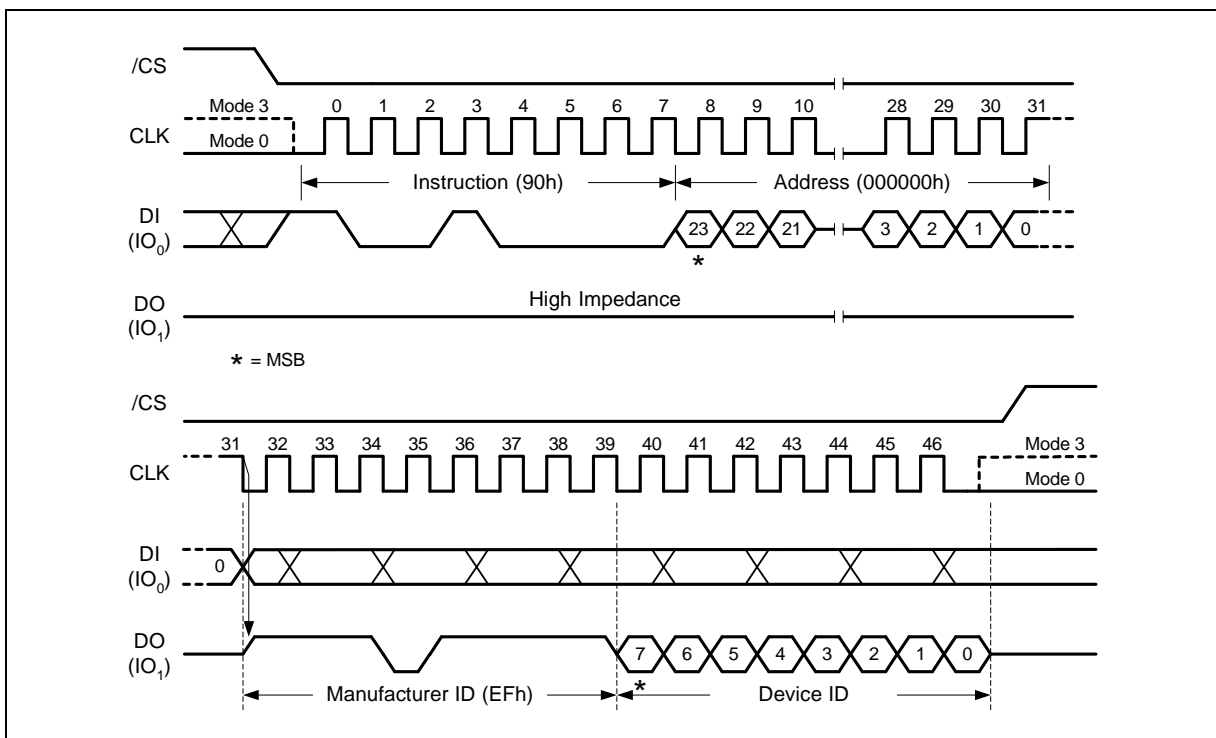 /CS
Mode 3 0 1 2 3 4 5 6 7 8 9 10 28 29 30 31
CLK
Mode 0
Instruction (90h) Address (000000h)
DI
(IO0)
23 22 21 3 2 1 0
*
High Impedance
DO
(IO1)
* = MSB
/CS
31 32 33 34 35 36 37 38 39 40 41 42 43 44 45 46 Mode 3
CLK
Mode 0
DI
(IO0)
0
DO
(IO1)
7 6 5 4 3 2 1 0
*
Manufacturer ID (EFh) Device ID